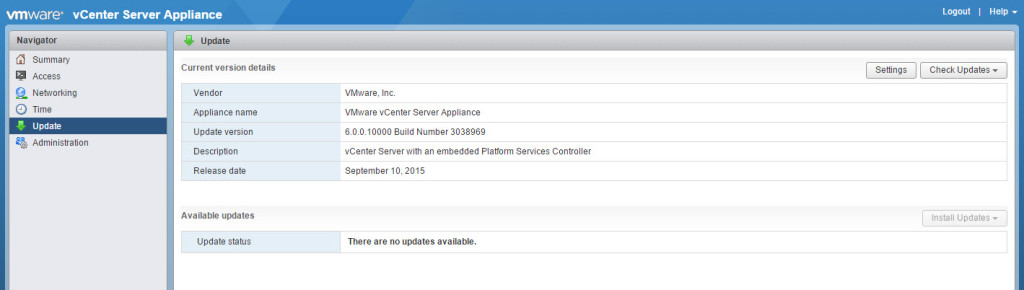 vmware vCenter Server Appliance
Logout | Help
Navigator
Summary
Access
Networking
Time
Update
Administration
Update
Current version details
Settings
Check Updates
Vendor VMware, Inc.
Appliance name VMware vCenter Server Appliance
Update version 6.0.0.10000 Build Number 3038969
Description vCenter Server with an embedded Platform Services Controller
Release date September 10, 2015
Available updates
Install Updates
Update status There are no updates available.